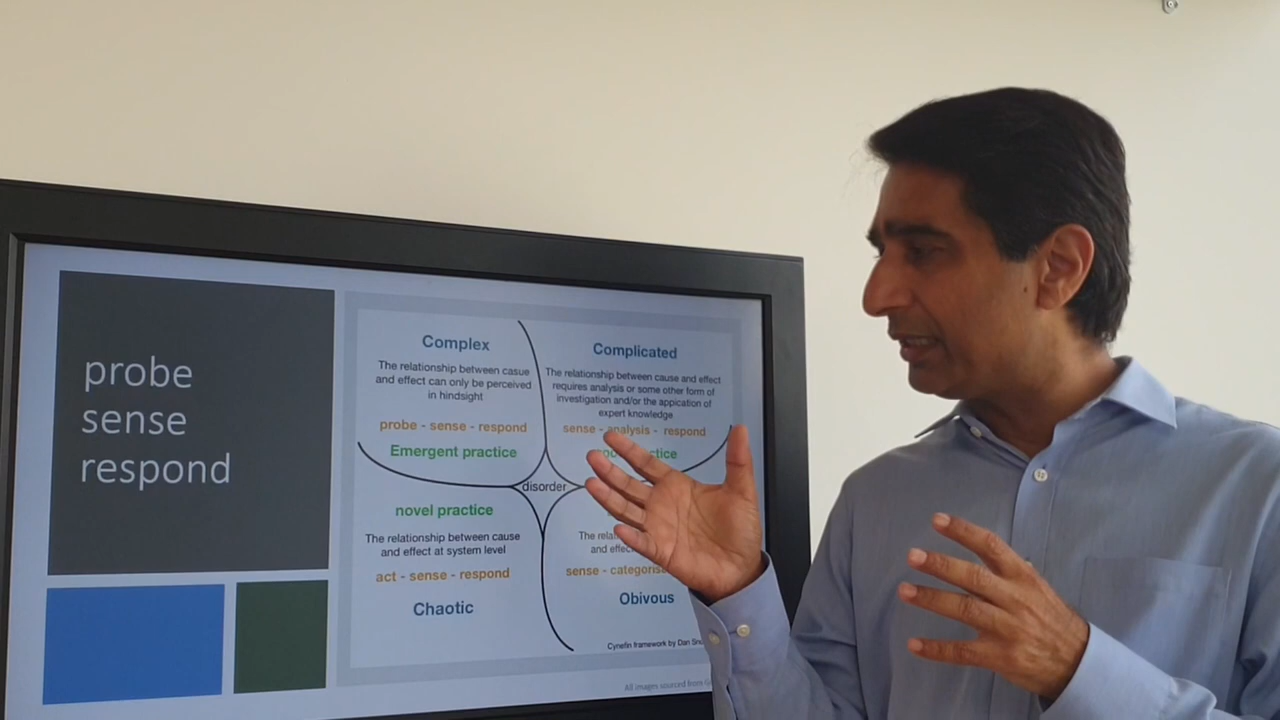 probe
sense
respond
Complex
The relationship between casue
and effect can only be perceived
in hindsight
probe - sense - respond
Emergent practice
Complicated
The relationship between cause and effect
requires analysis or some other form of
investigation and/or the appication of
expert knowledge
sense - analysis - respond
disorder
novel practice
The relationship between cause
and effect at system level
act - sense - respond
Chaotic
The
and
sense -
Obivous
Cynefin framework by Dan
All images sourced from